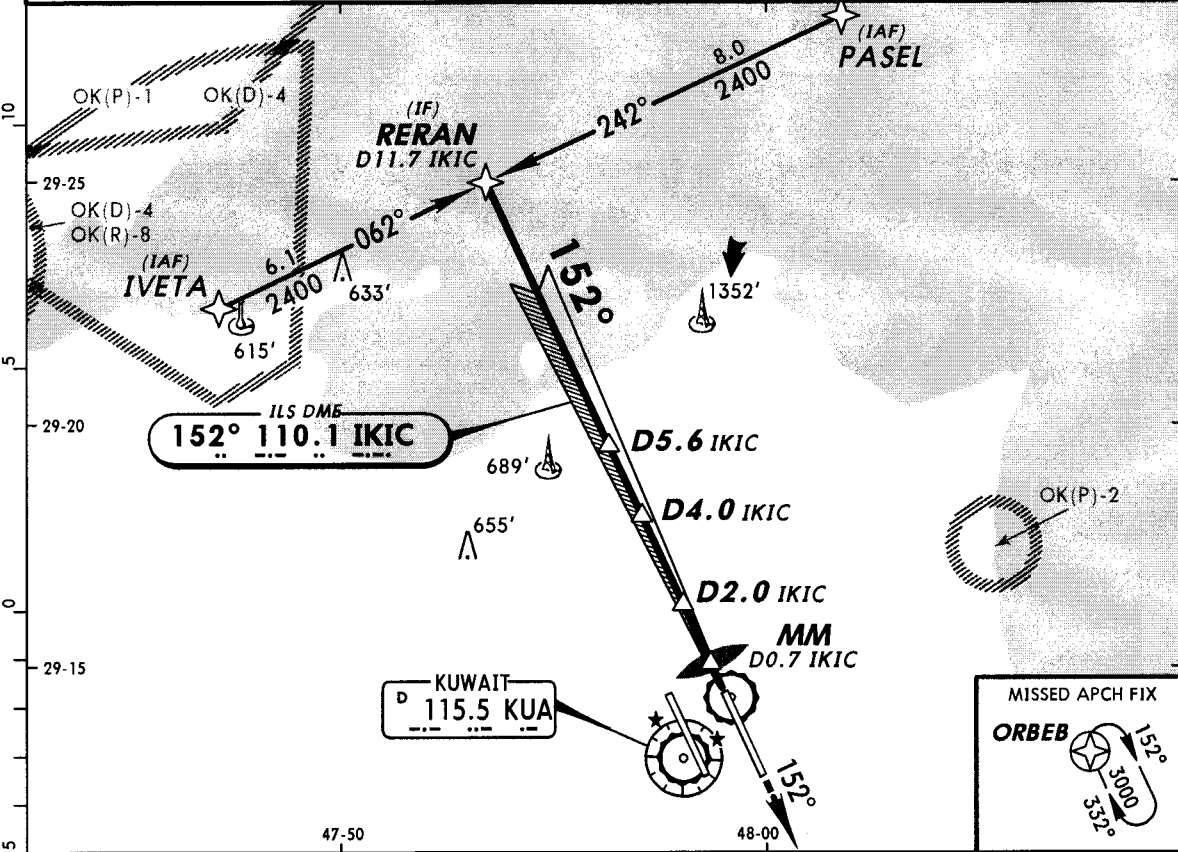 (IAF)
PASEL
8.0
2400
242°
OK(P)-1
OK(D)-4
(IF)
RERAN
D11.7 IKIC
10
29-25
OK(D)-4
OK(R)-8
(IAF)
IVETA
6.1
2400
062°
633'
615'
152°
1352'
5
ILS DME
152° 110.1 IKIC
29-20
D5.6 IKIC
689'
D4.0 IKIC
655'
OK(P)-2
D2.0 IKIC
0
MM
D0.7 IKIC
29-15
KUWAIT
D 115.5 KUA
MISSED APCH FIX
ORBEB
152°
3000
332°
152°
5
47-50
48-00